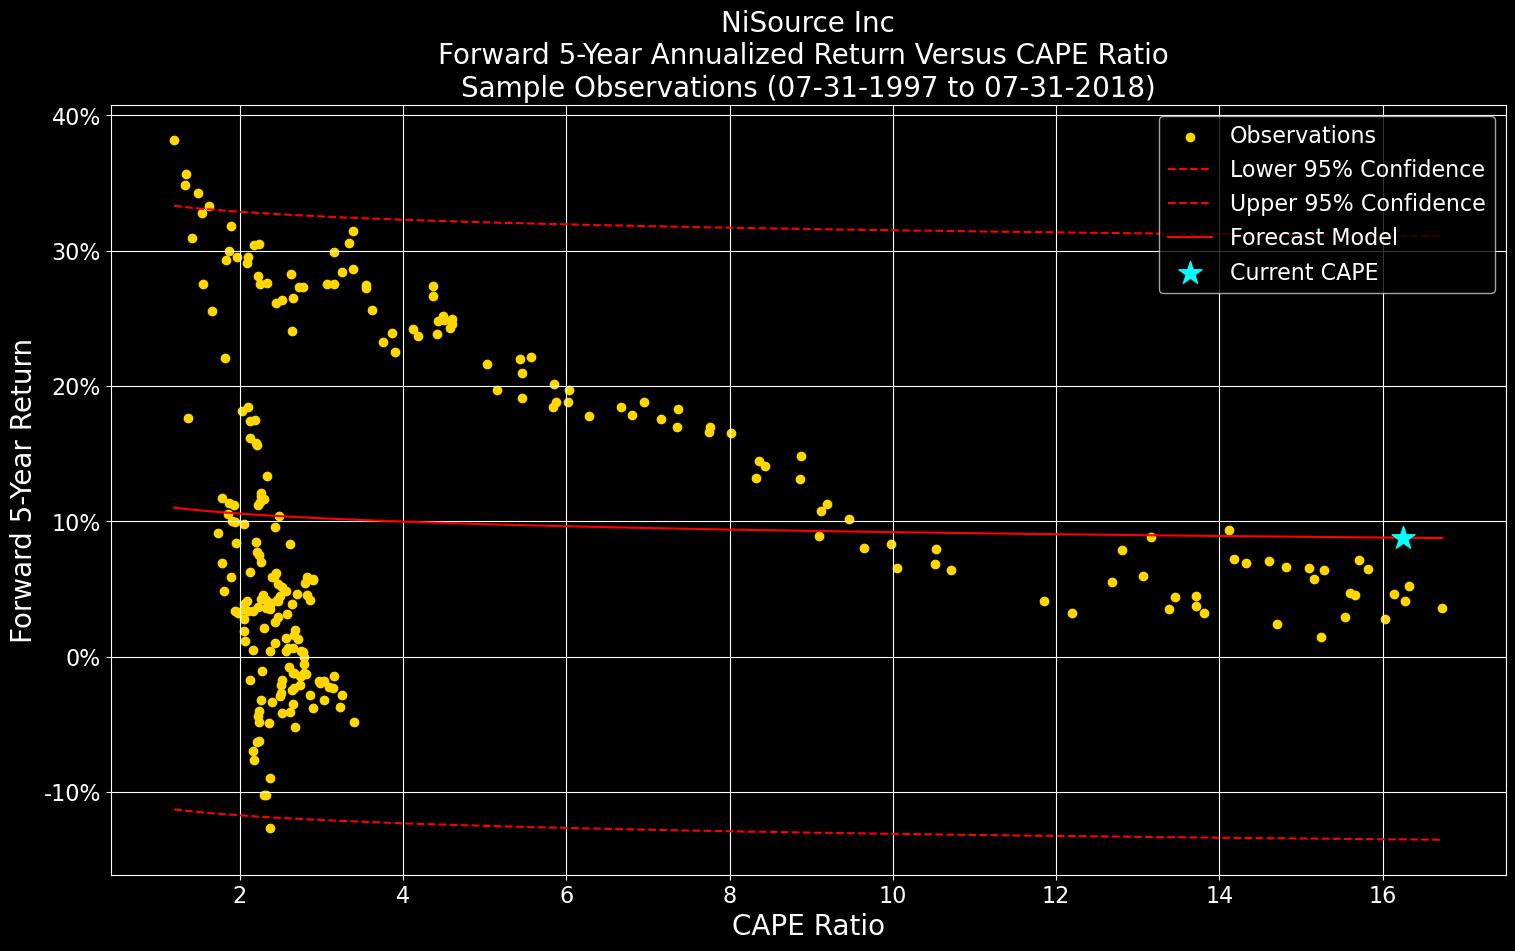 NiSource Inc
Forward 5-Year Annualized Return Versus CAPE Ratio
Sample Observations (07-31-1997 to 07-31-2018)
Observations
Lower 95% Confidence
Upper 95% Confidence
Forecast Model
Current CAPE
Forward 5-Year Return
40%
30%
20%
10%
0%
-10%
2 4 6 8 10 12 14 16
CAPE Ratio